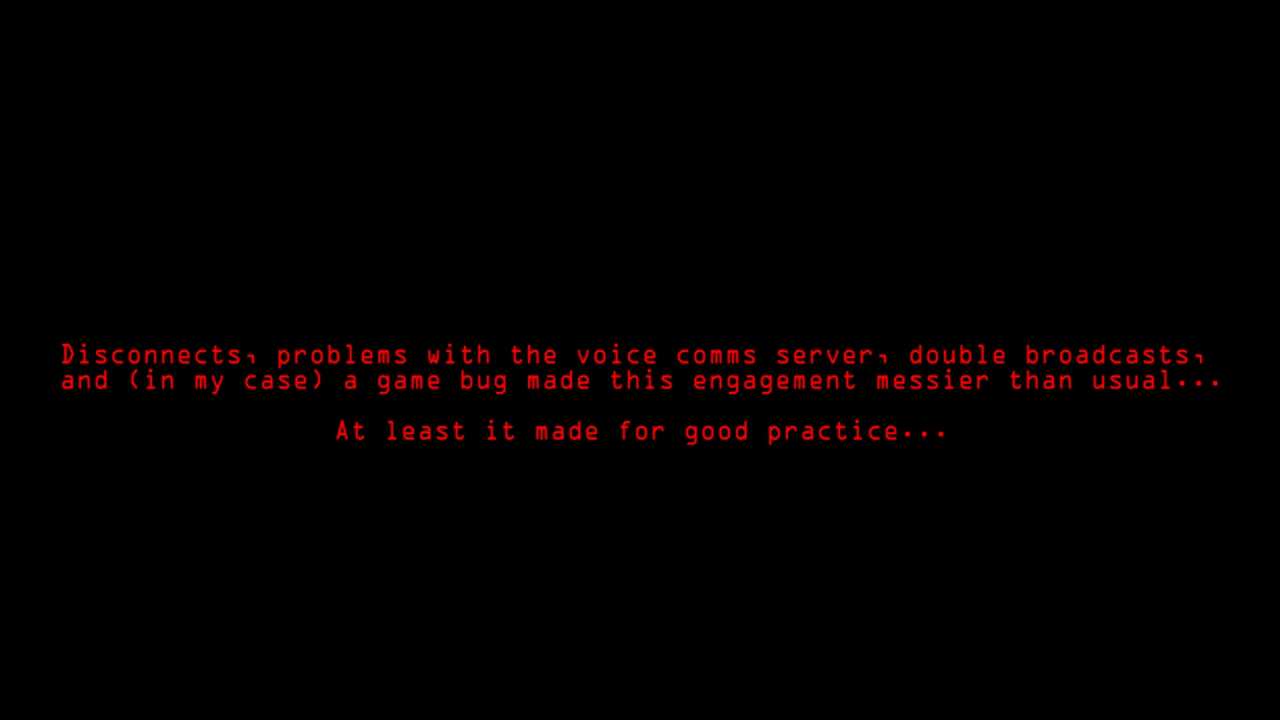 Disconnects, problems with the voice comms server, double broadcasts,
and (in my case) a game bug made this engagement messier than usual...
At least it made for good practice...